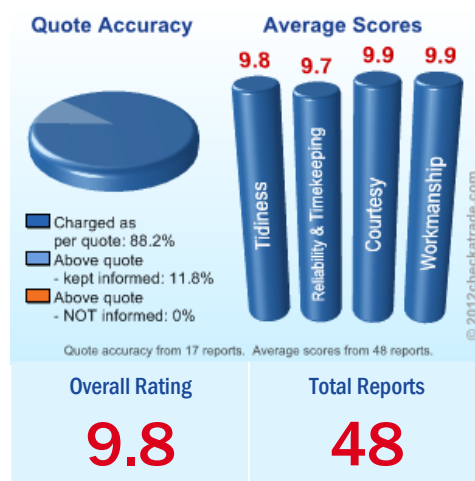 Quote Accuracy
Average Scores
9.8
9.7
9.9
9.9
Tidiness
Reliability & Timekeeping
Courtesy
Workmanship
Charged as
per quote: 88.2%
Above quote
- kept informed: 11.8%
Above quote
- NOT informed: 0%
© 2012checkatrade.com
Quote accuracy from 17 reports. Average scores from 48 reports.
Overall Rating
9.8
Total Reports
48